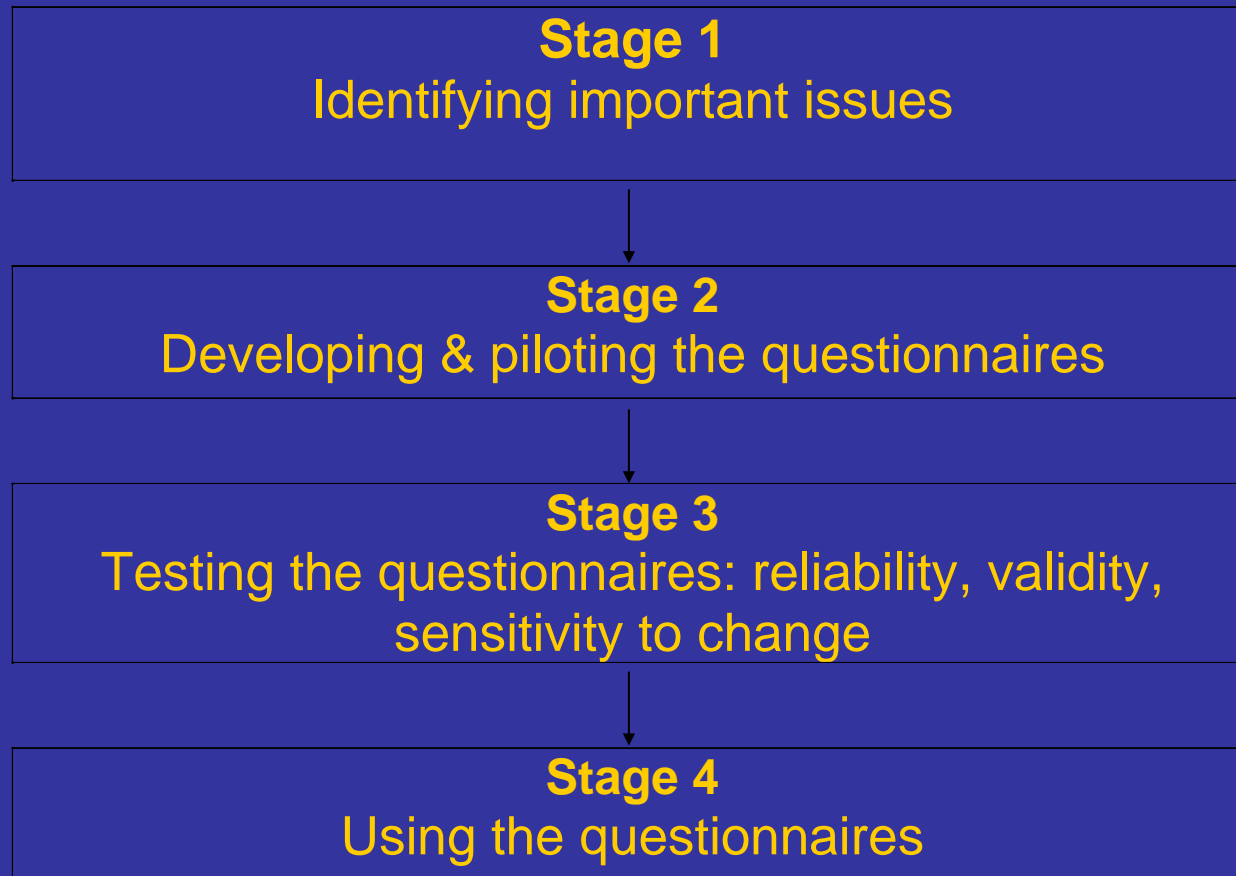 Stage 1
Identifying important issues
Stage 2
Developing & piloting the questionnaires
Stage 3
Testing the questionnaires: reliability, validity,
sensitivity to change
Stage 4
Using the questionnaires